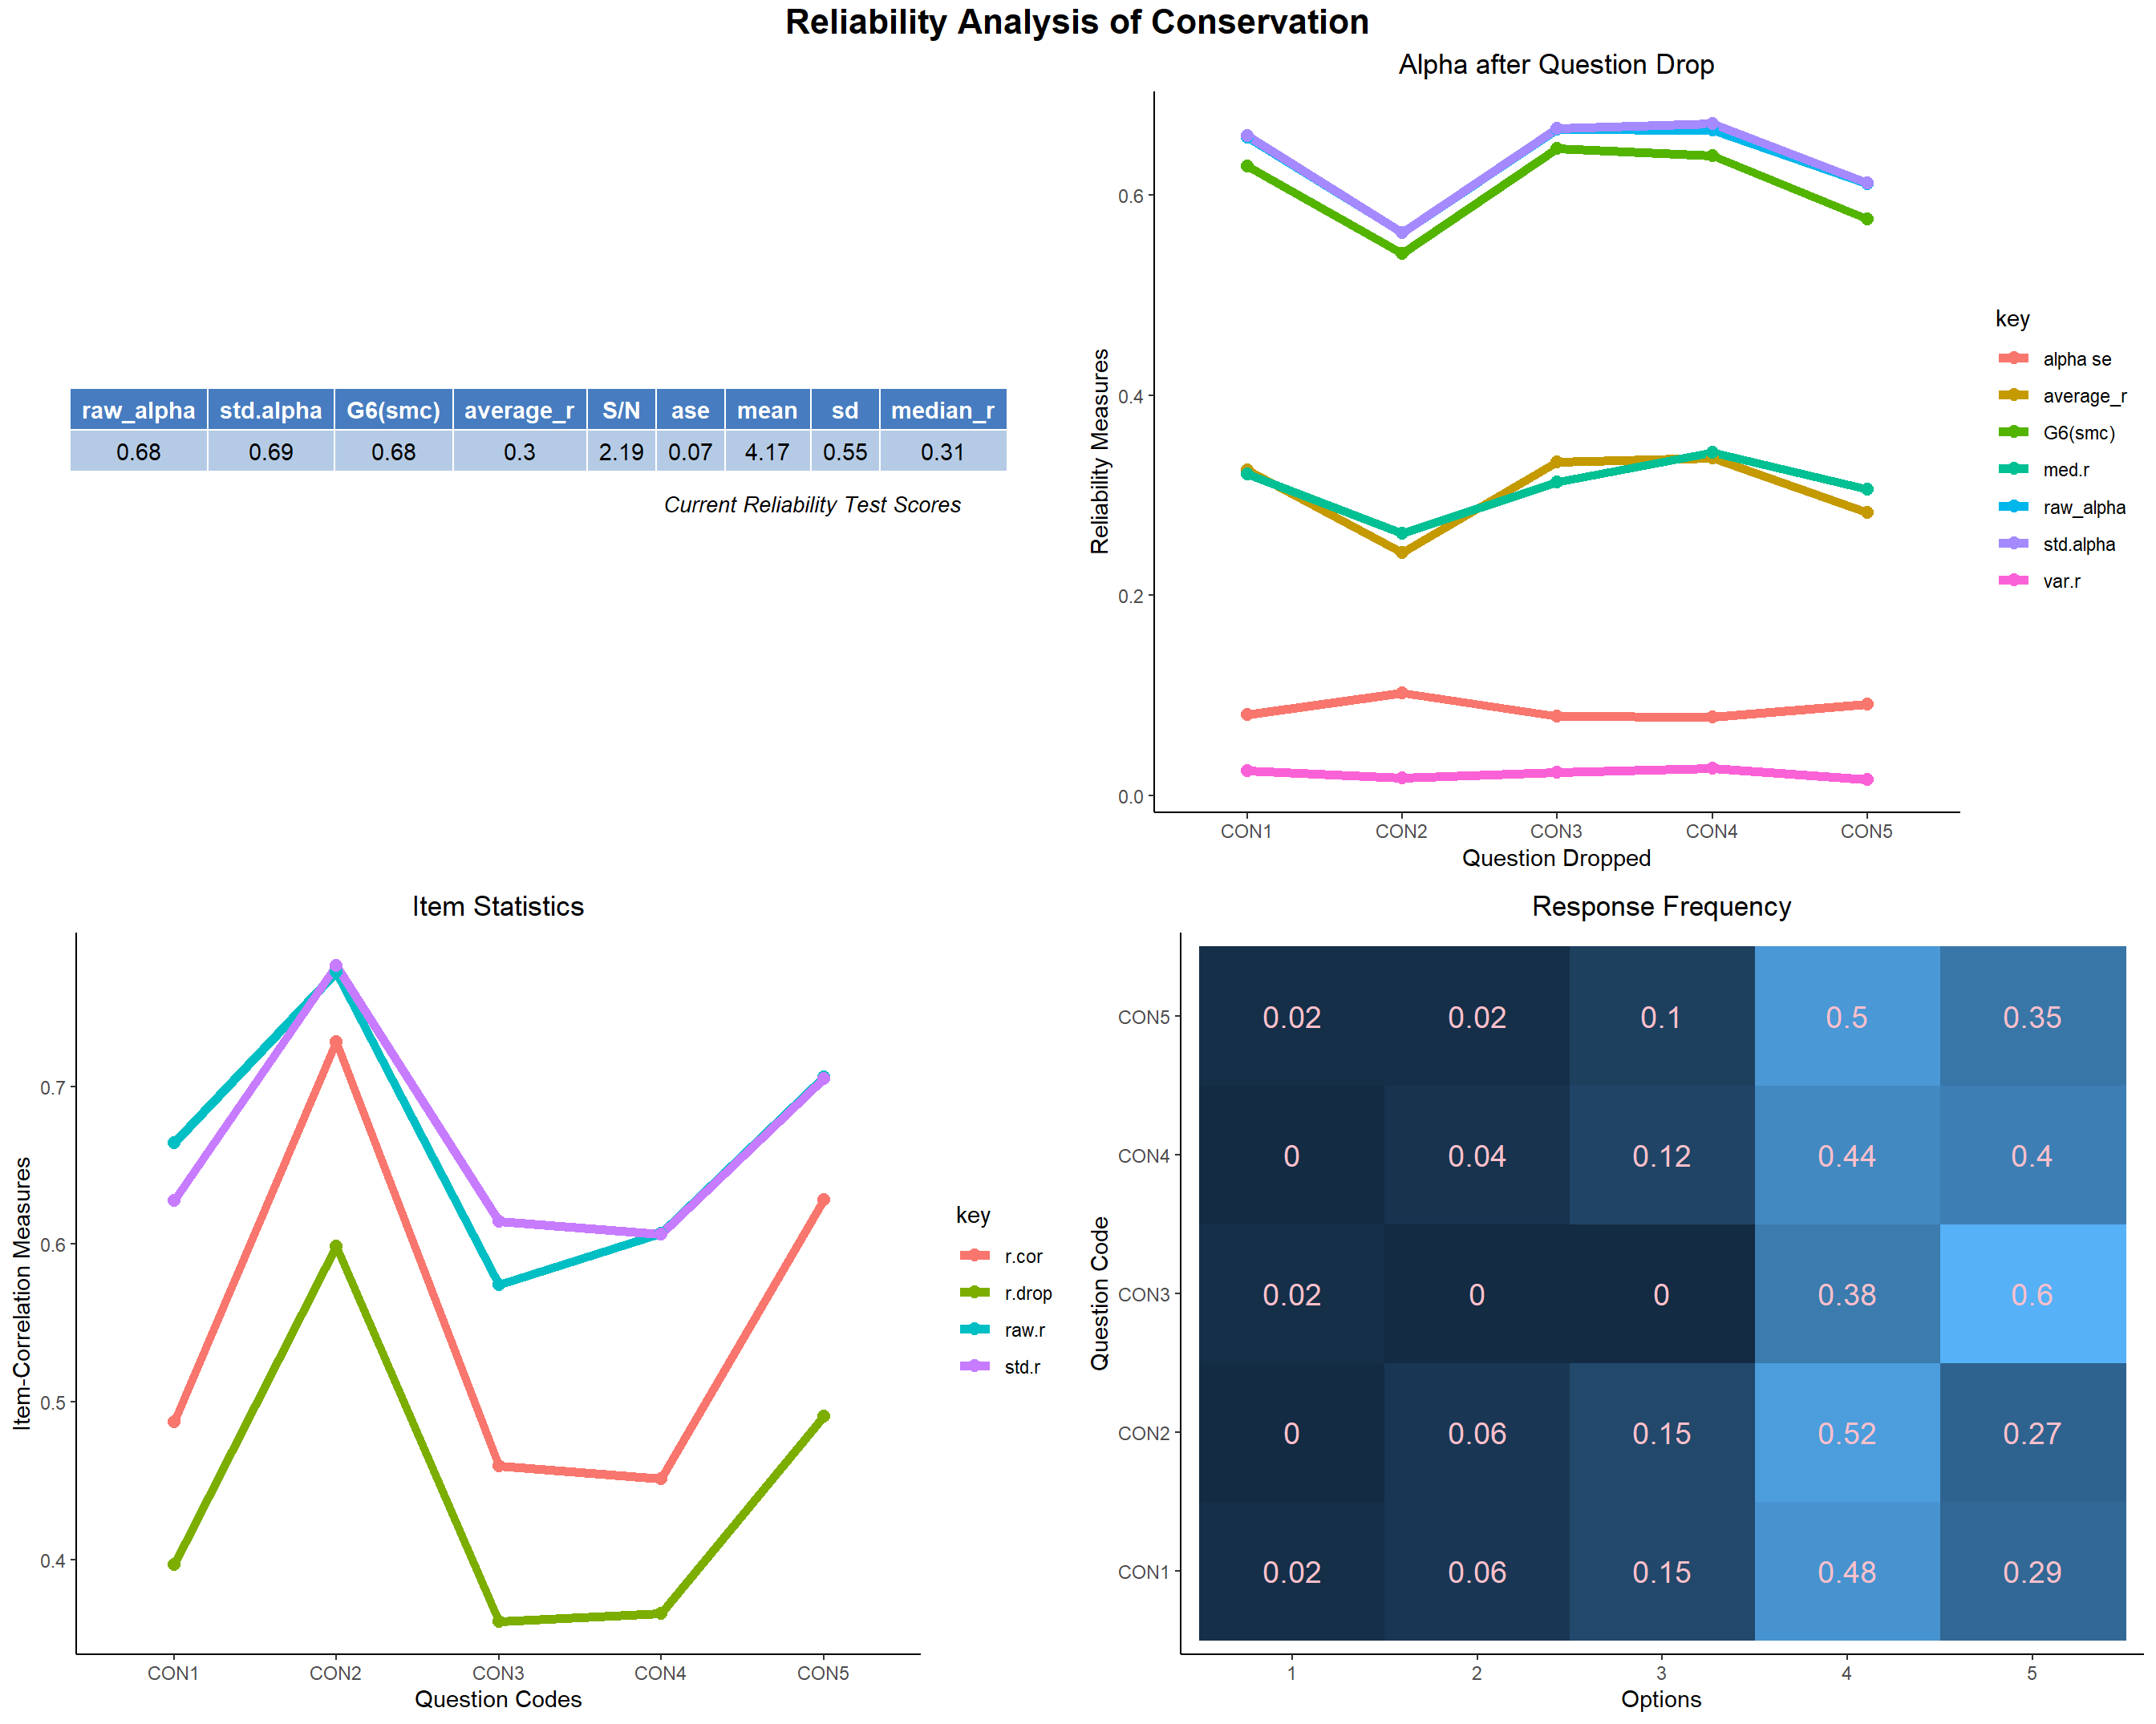 Reliability Analysis of Conservation
raw_alpha std.alpha G6(smc) average_r S/N ase mean sd median_r
0.68 0.69 0.68 0.3 2.19 0.07 4.17 0.55 0.31
Current Reliability Test Scores
Alpha after Question Drop
Reliability Measures
0.6
0.4
0.2
0.0
CON1 CON2 CON3 CON4 CON5
Question Dropped
key
alpha se
average_r
G6(smc)
med.r
raw_alpha
std.alpha
var.r
Item Statistics
Item-Correlation Measures
0.7
0.6
0.5
0.4
CON1 CON2 CON3 CON4 CON5
Question Codes
key
r.cor
r.drop
raw.r
std.r
Response Frequency
Question Code
CON5 0.02 0.02 0.1 0.5 0.35
CON4 0 0.04 0.12 0.44 0.4
CON3 0.02 0 0 0.38 0.6
CON2 0 0.06 0.15 0.52 0.27
CON1 0.02 0.06 0.15 0.48 0.29
1 2 3 4 5
Options